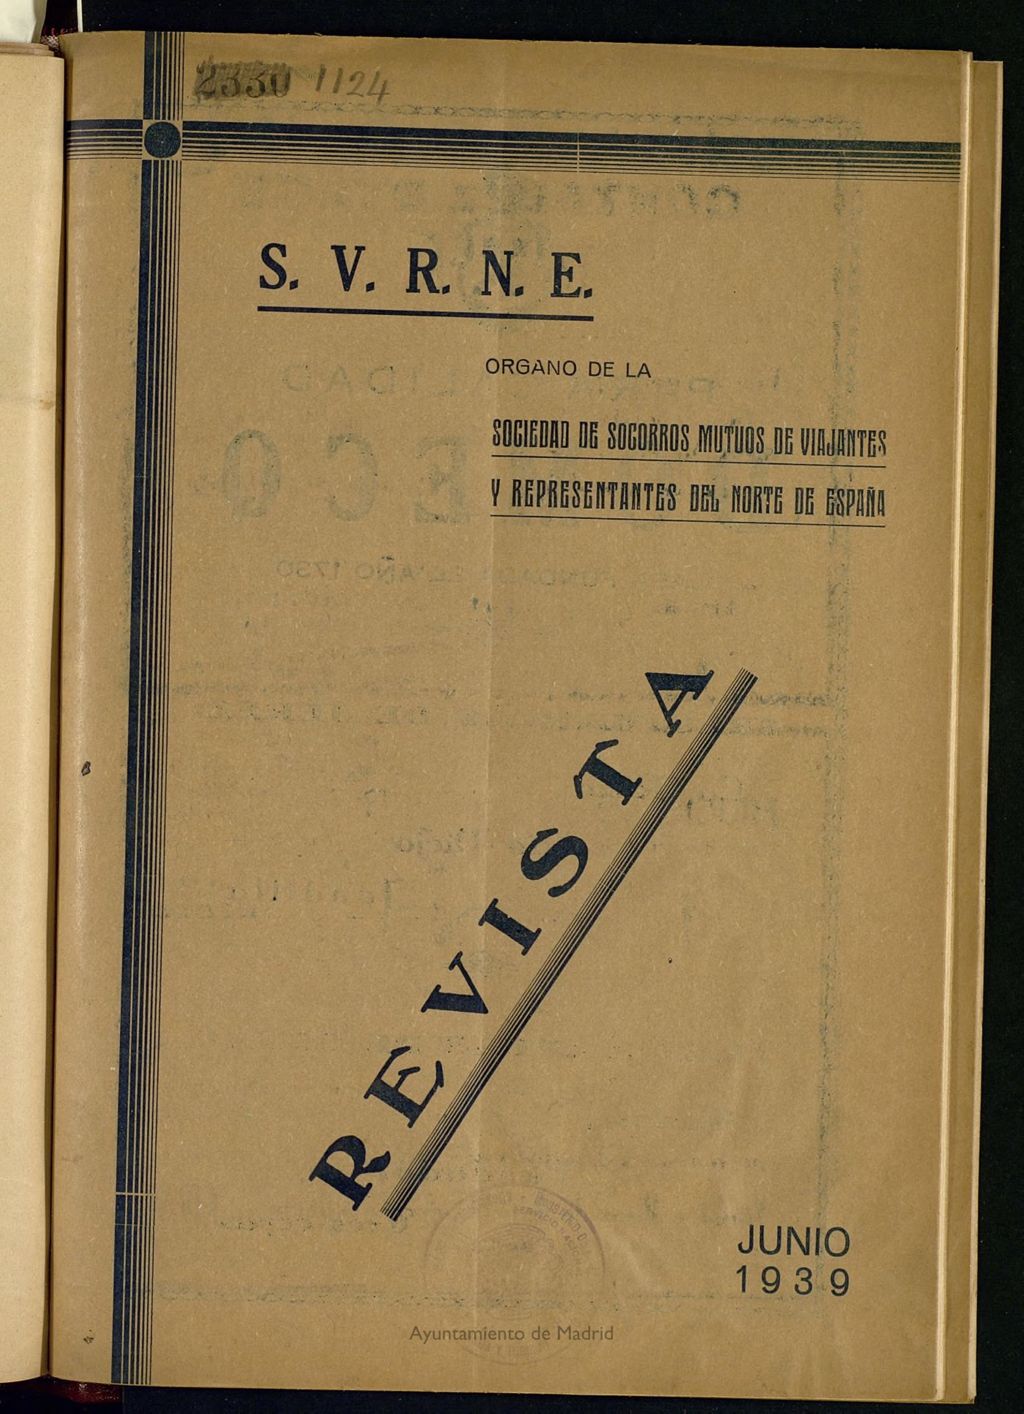 1124
S. V. R. N. E.
ORGANO DE LA
SOCIEDAD DE SOCORROS MUTUOS DE VIAJANTES
Y REPRESENTANTES DEL NORTE DE ESPAÑA
REVISTA
JUNIO
1939
Ayuntamiento de Madrid